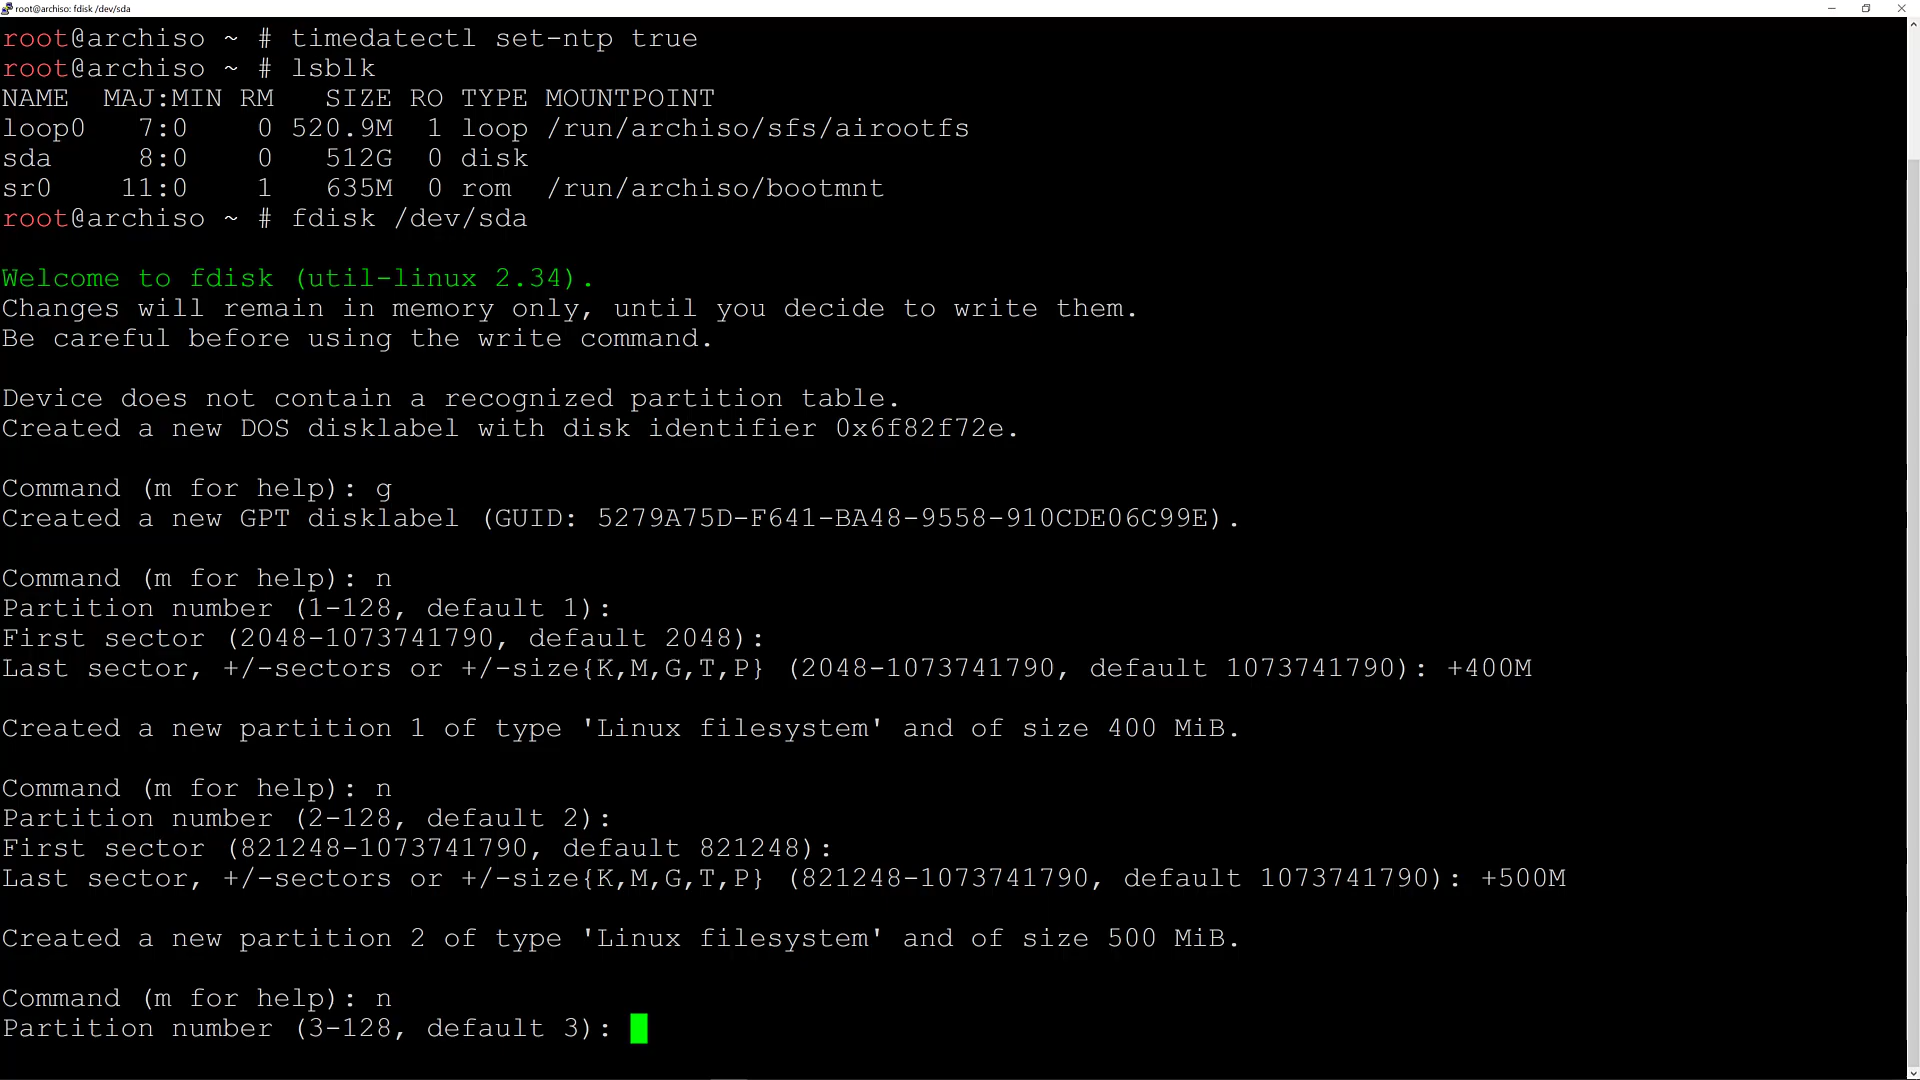 root@archiso: fdisk /dev/sda
root@archiso ~ # timedatectl set-ntp true
root@archiso ~ # lsblk
NAME  MAJ:MIN RM   SIZE RO TYPE MOUNTPOINT
loop0   7:0    0 520.9M  1 loop /run/archiso/sfs/airootfs
sda     8:0    0   512G  0 disk
sr0    11:0    1   635M  0 rom  /run/archiso/bootmnt
root@archiso ~ # fdisk /dev/sda
Welcome to fdisk (util-linux 2.34).
Changes will remain in memory only, until you decide to write them.
Be careful before using the write command.
Device does not contain a recognized partition table.
Created a new DOS disklabel with disk identifier 0x6f82f72e.
Command (m for help): g
Created a new GPT disklabel (GUID: 5279A75D-F641-BA48-9558-910CDE06C99E).
Command (m for help): n
Partition number (1-128, default 1):
First sector (2048-1073741790, default 2048):
Last sector, +/-sectors or +/-size{K,M,G,T,P} (2048-1073741790, default 1073741790): +400M
Created a new partition 1 of type 'Linux filesystem' and of size 400 MiB.
Command (m for help): n
Partition number (2-128, default 2):
First sector (821248-1073741790, default 821248):
Last sector, +/-sectors or +/-size{K,M,G,T,P} (821248-1073741790, default 1073741790): +500M
Created a new partition 2 of type 'Linux filesystem' and of size 500 MiB.
Command (m for help): n
Partition number (3-128, default 3):